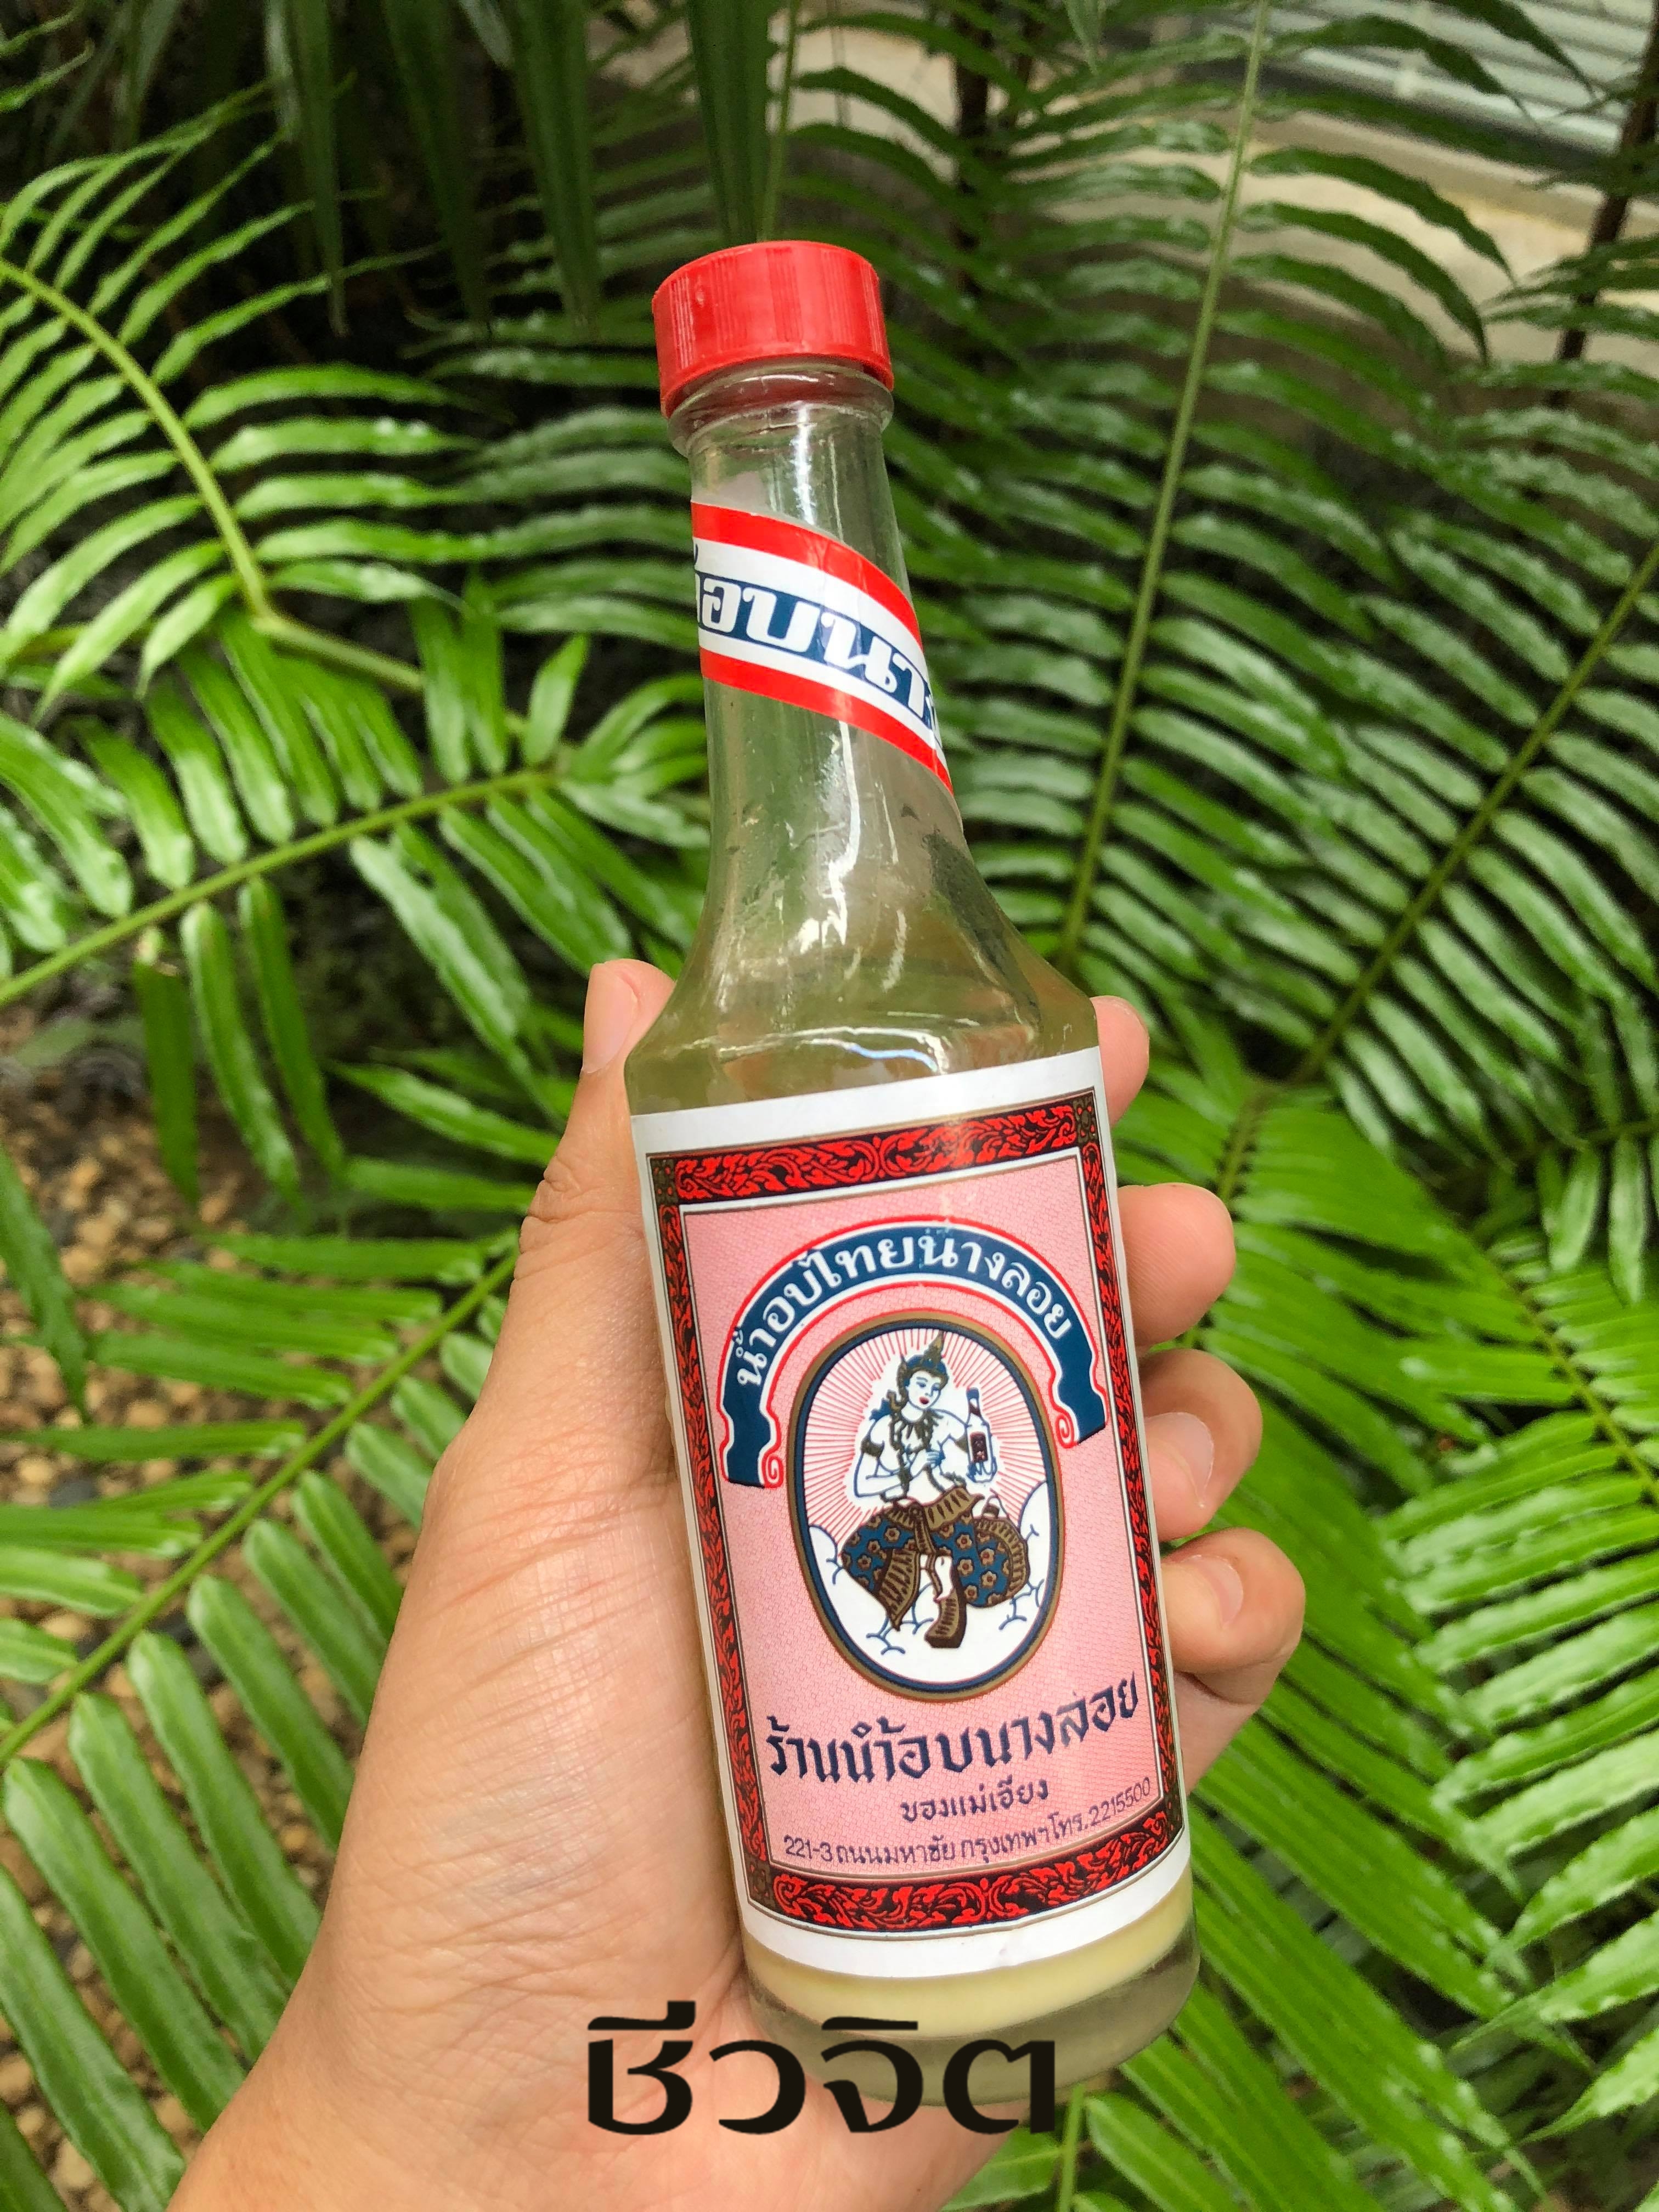 ้อบนาง
น้ำอบไทยนางลอย
ร้านน้ำอบนางลอย
ของแม่เฮียง
221-3 ถนนมหาชัย กรุงเทพฯ โทร. 2215500
ชีวจิต